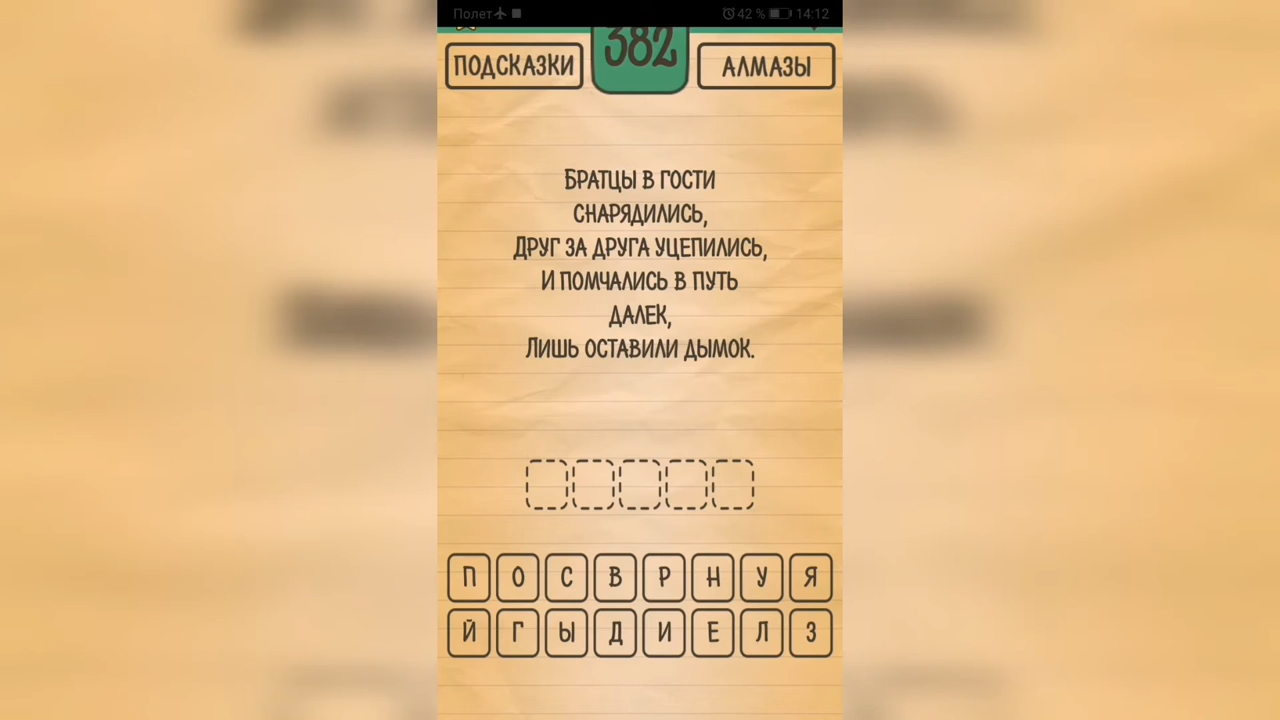 Полет 42 % 14:12
ПОДСКАЗКИ 382 АЛМАЗЫ
БРАТЦЫ В ГОСТИ
СНАРЯДИЛИСЬ,
ДРУГ ЗА ДРУГА УЦЕПИЛИСЬ,
И ПОМЧАЛИСЬ В ПУТЬ
ДАЛЕК,
ЛИШЬ ОСТАВИЛИ ДЫМОК.
П О С В Р Н У Я
Й Г Ы Д И Е Л З